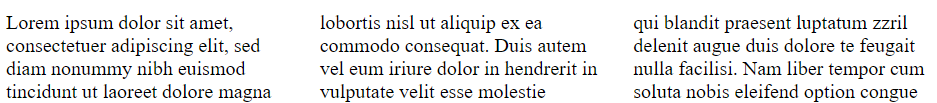 Lorem ipsum dolor sit amet,
consectetuer adipiscing elit, sed
diam nonummy nibh euismod
tincidunt ut laoreet dolore magna
lobortis nisl ut aliquip ex ea
commodo consequat. Duis autem
vel eum iriure dolor in hendrerit in
vulputate velit esse molestie
qui blandit praesent luptatum zzril
delenit augue duis dolore te feugait
nulla facilisi. Nam liber tempor cum
soluta nobis eleifend option congue